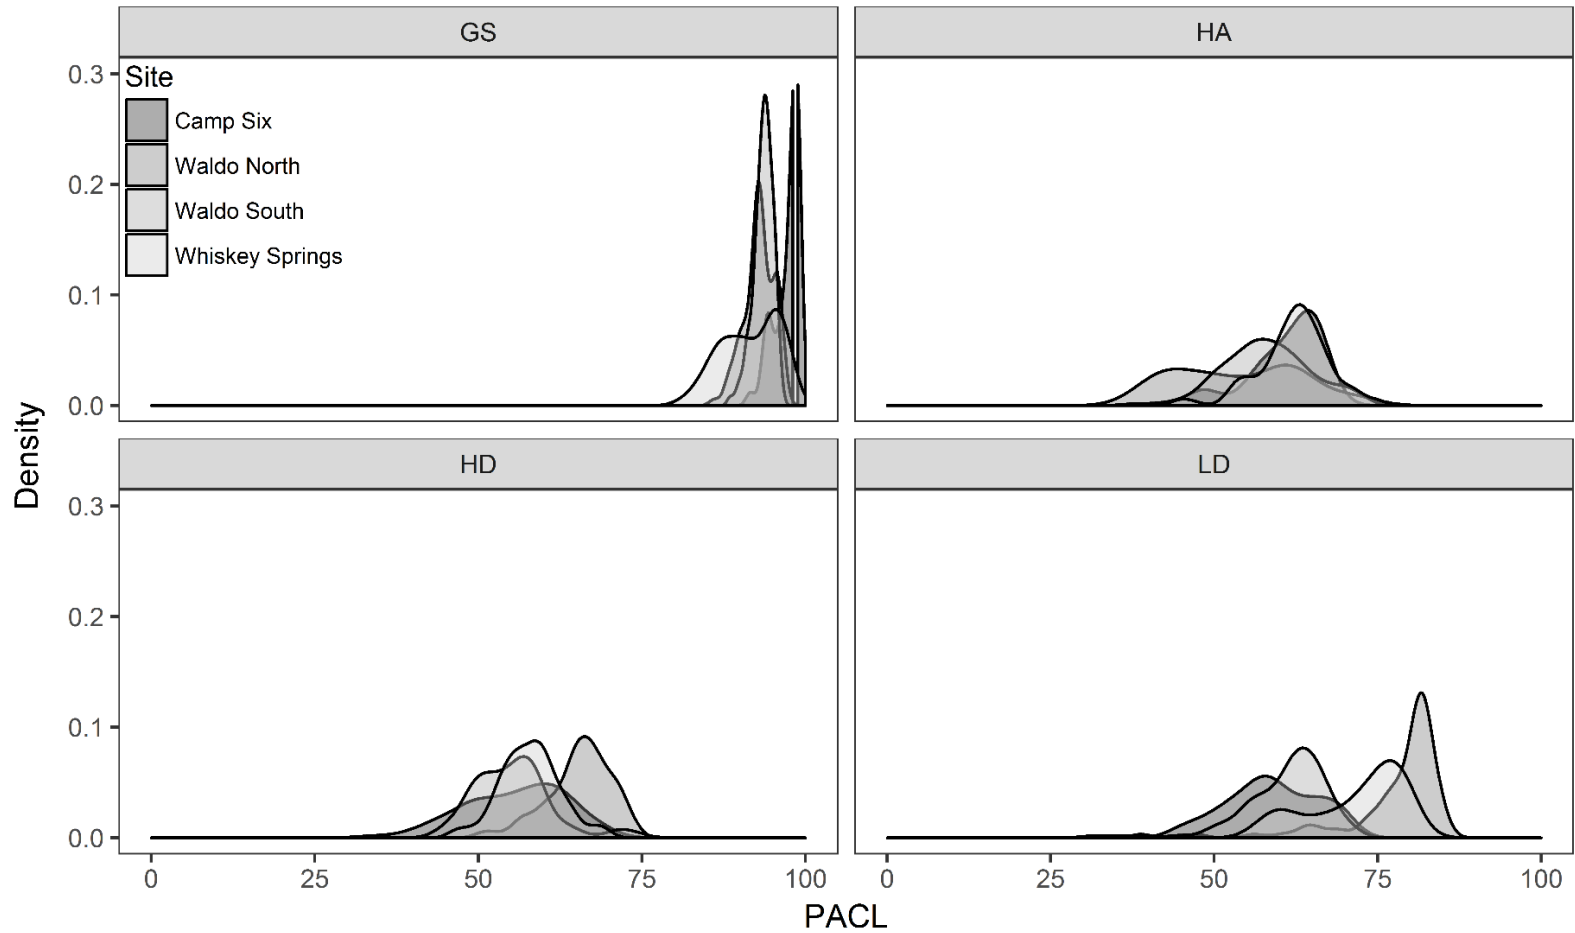 GS
HA
Site
Camp Six
Waldo North
Waldo South
Whiskey Springs
0.3
0.2
0.1
0.0
Density
HD
LD
0.3
0.2
0.1
0.0
0 25 50 75 100 0 25 50 75 100
PACL